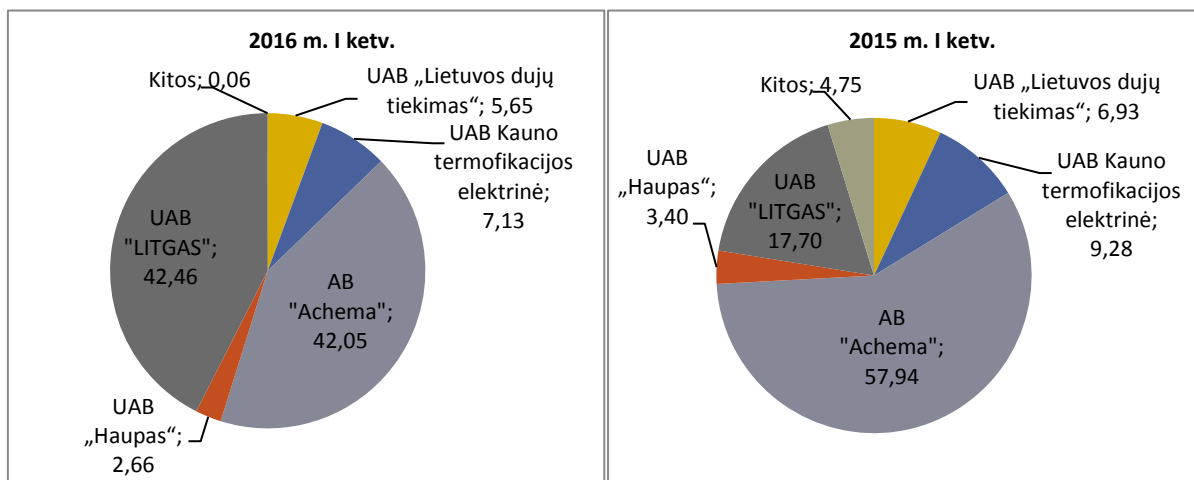 2016 m. I ketv.
Kitos; 0,06
UAB „Lietuvos dujų
tiekimas“; 5,65
UAB Kauno
termofikacijos
elektrinė;
7,13
UAB
"LITGAS";
42,46
AB
"Achema";
42,05
UAB
„Haupas“;
2,66
2015 m. I ketv.
Kitos; 4,75
UAB „Lietuvos dujų
tiekimas“; 6,93
UAB
„Haupas“;
3,40
UAB
"LITGAS";
17,70
UAB Kauno
termofikacijos
elektrinė;
9,28
AB
"Achema";
57,94